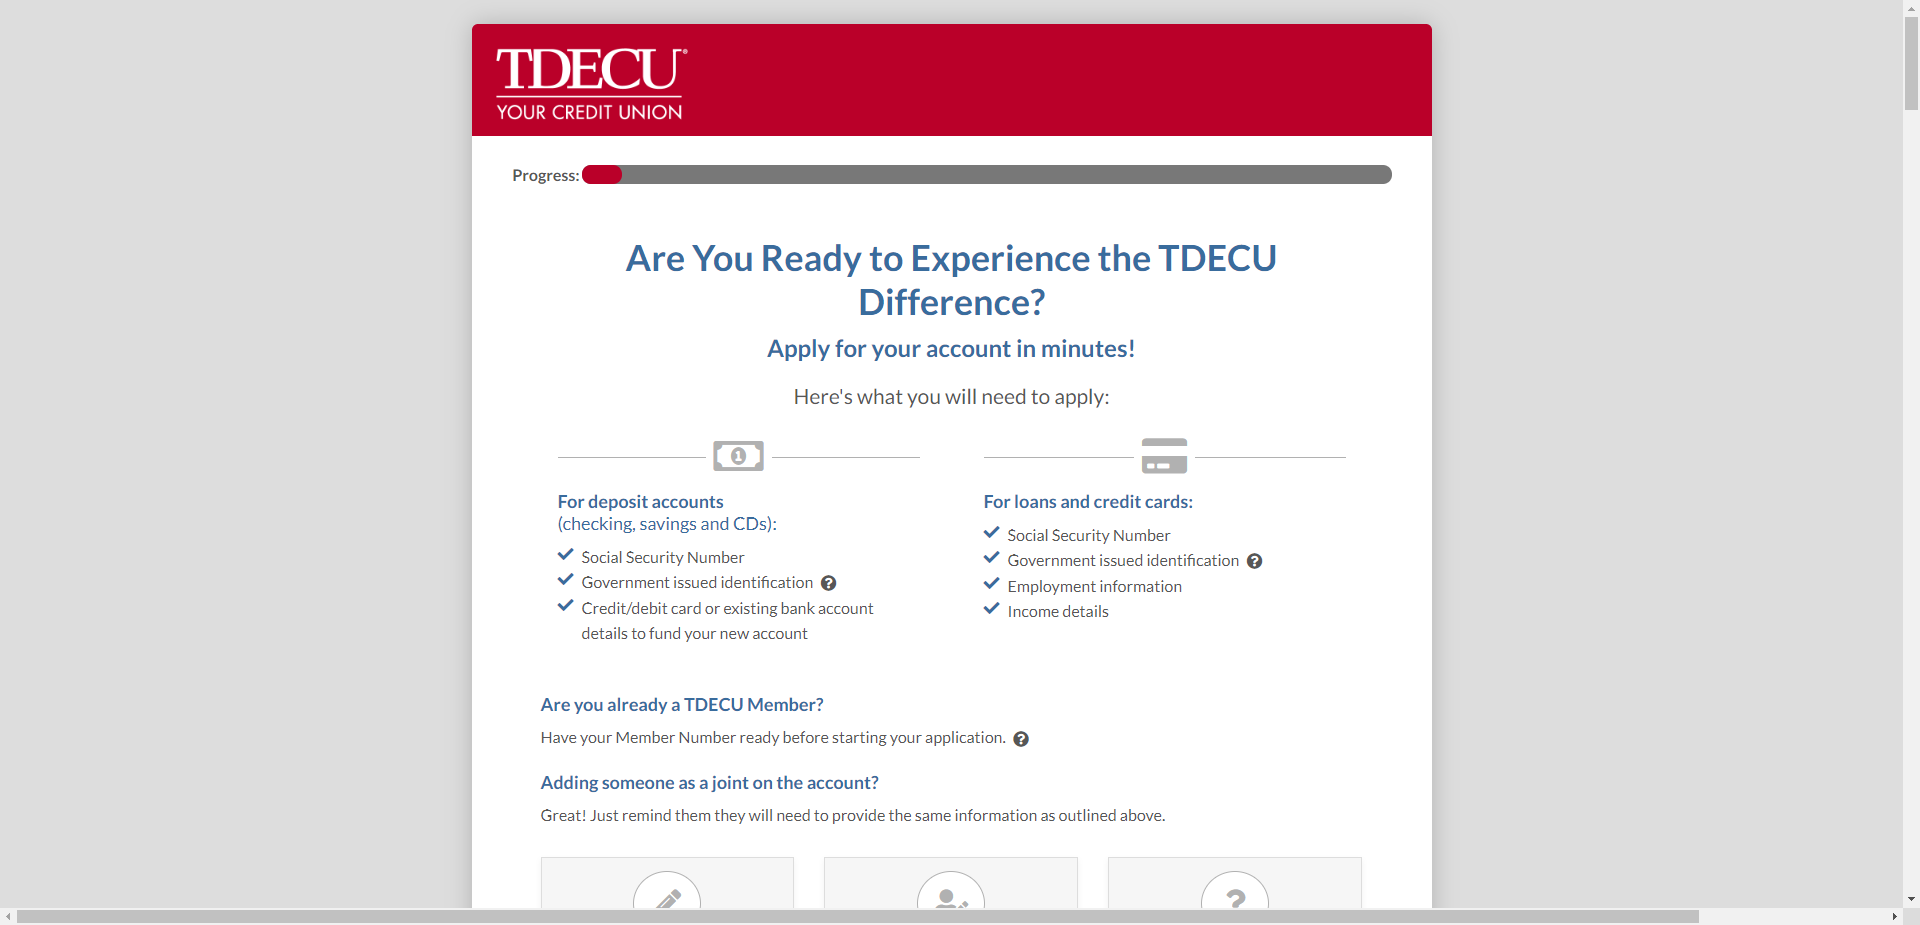 TDECU®
YOUR CREDIT UNION
Progress:
Are You Ready to Experience the TDECU
Difference?
Apply for your account in minutes!
Here's what you will need to apply:
For deposit accounts
(checking, savings and CDs):
Social Security Number
Government issued identification
Credit/debit card or existing bank account
details to fund your new account
For loans and credit cards:
Social Security Number
Government issued identification
Employment information
Income details
Are you already a TDECU Member?
Have your Member Number ready before starting your application.
Adding someone as a joint on the account?
Great! Just remind them they will need to provide the same information as outlined above.